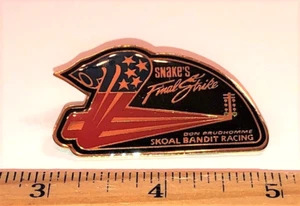 SNAKE'S
Final Strike
DON PRUDHOMME
SKOAL BANDIT RACING
3
4
5